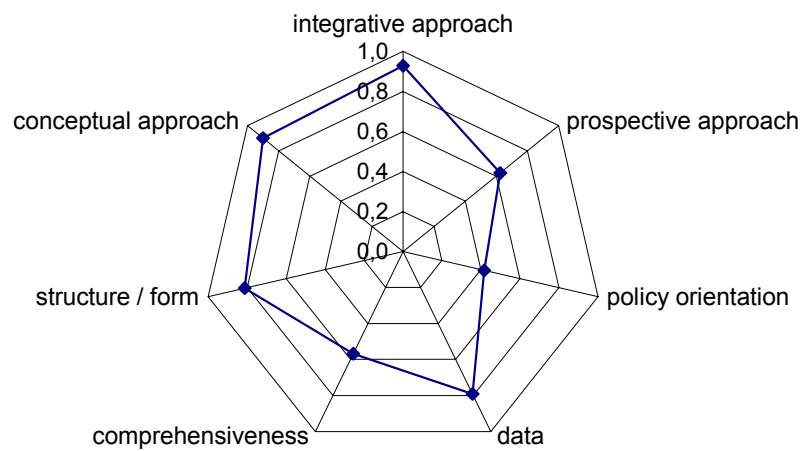 integrative approach
1,0
0,8
0,6
0,4
0,2
0,0
prospective approach
policy orientation
data
comprehensiveness
structure / form
conceptual approach